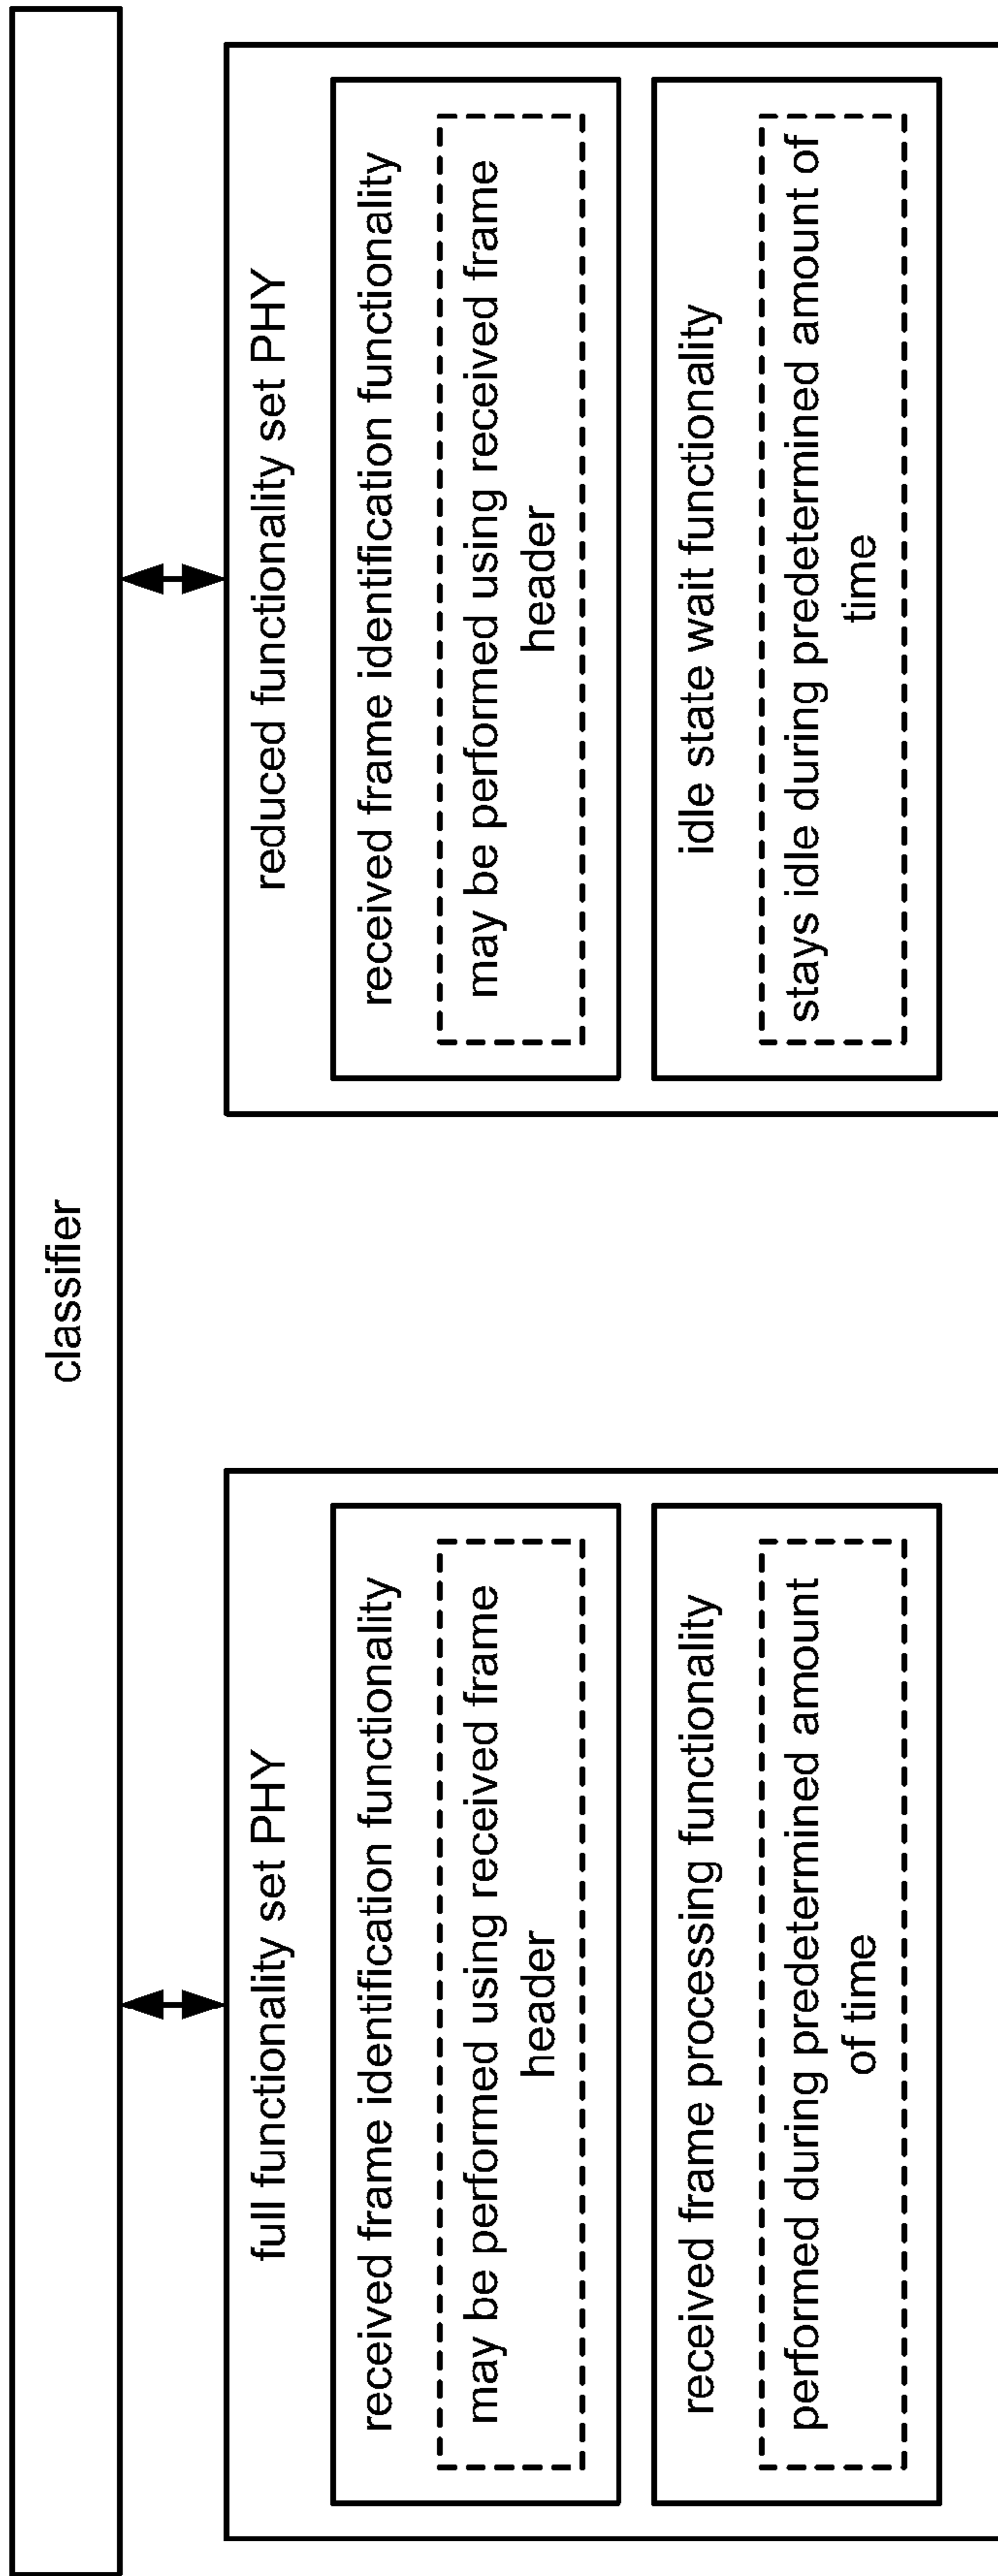 classifier
full functionality set PHY
received frame identification functionality
may be performed using received frame
header
received frame processing functionality
performed during predetermined amount
of time
reduced functionality set PHY
received frame identification functionality
may be performed using received frame
header
idle state wait functionality
stays idle during predetermined amount of
time